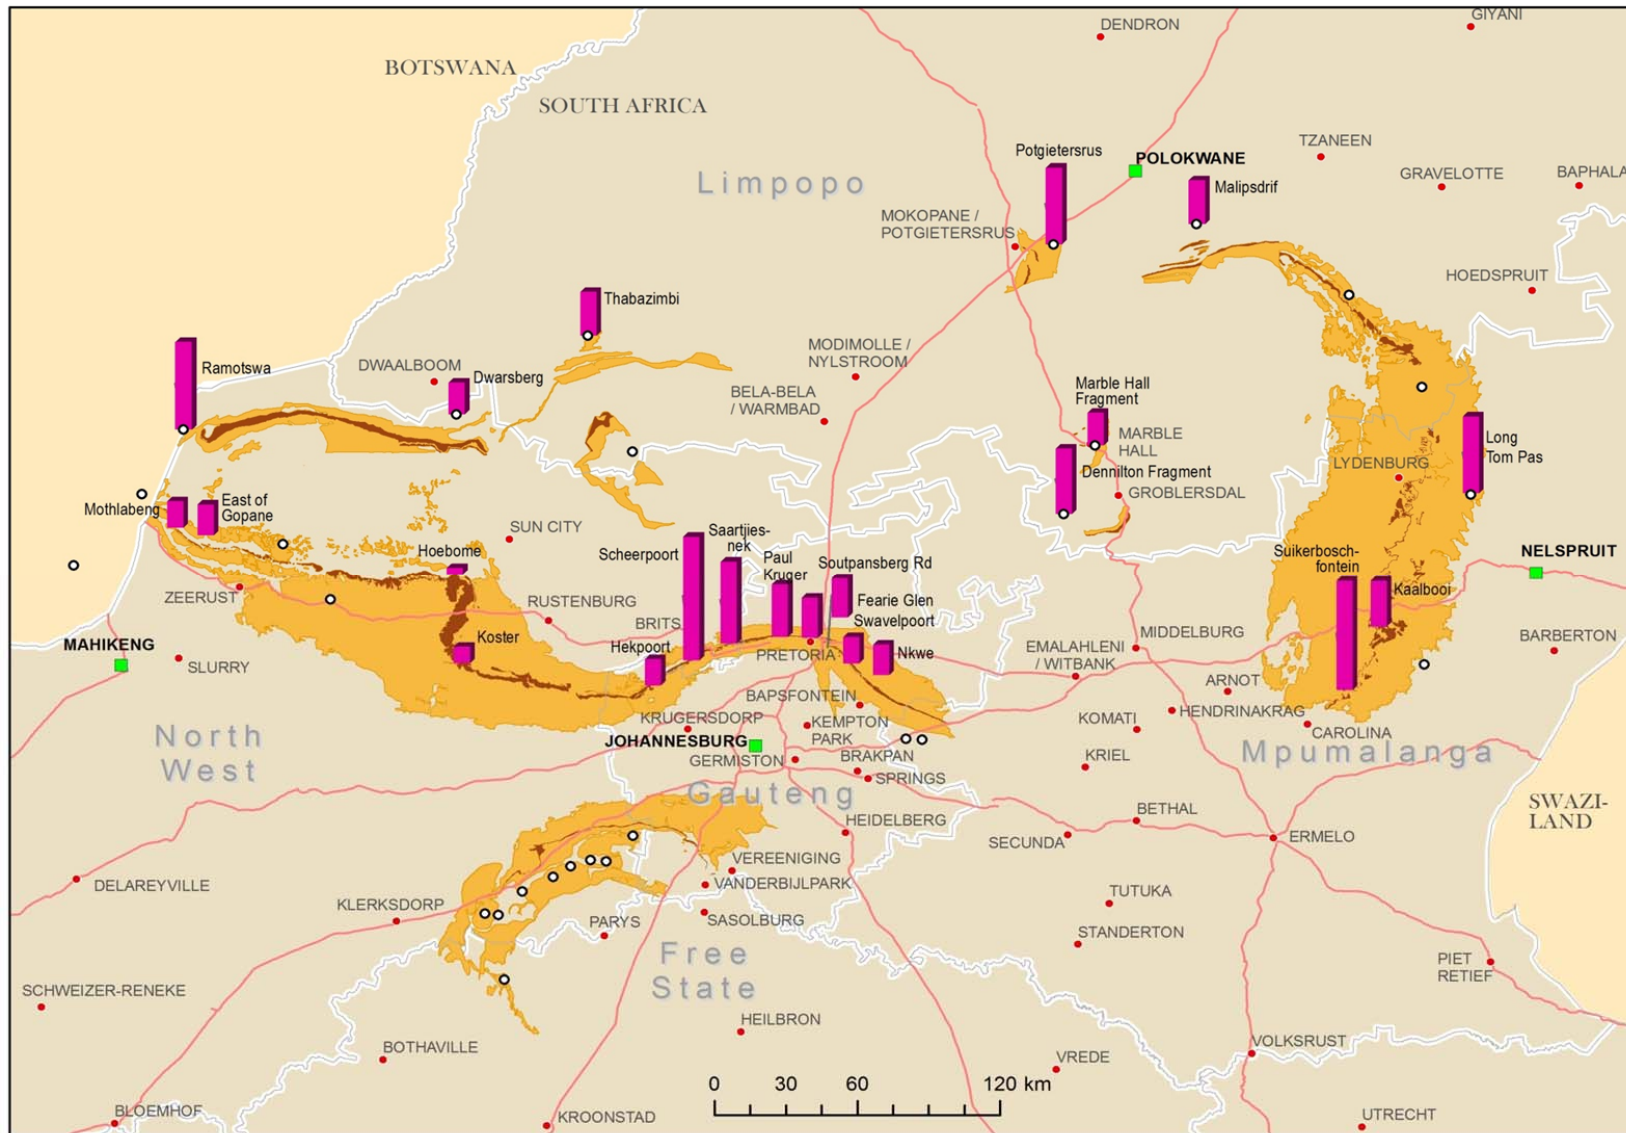 GIYANI
DENDRON
BOTSWANA
SOUTH AFRICA
TZANEEN
Potgietersrus
POLOKWANE
GRAVELOTTE
BAPHALA
Limpopo
Malipsdrif
MOKOPANE /
POTGIETERSRUS
HOEDSPRUIT
Thabazimbi
MODIMOLLE /
NYLSTROOM
Ramotswa
DWAALBOOM
Dwarsberg
BELA-BELA
/ WARMBAD
Marble Hall
Fragment
MARBLE
HALL
Long
Tom Pas
Dennilton Fragment
LYDENBURG
GROBLERSDAL
Mothlabeng
East of
Gopane
SUN CITY
Saartjies-
nek
Scheerpoort
Hoebome
Paul
Kruger
Soutpansberg Rd
Suikerbosch-
fontein
NELSPRUIT
Kaalbooi
ZEERUST
RUSTENBURG
BRITS
Fearie Glen
Swavelpoort
MAHIKENG
SLURRY
Koster
Hekpoort
PRETORIA
Nkwe
EMALAHLENI
/ WITBANK
MIDDELBURG
BARBERTON
ARNOT
BAPSFONTEIN
HENDRINAKRAG
KRUGERSDORP
KEMPTON
PARK
KOMATI
CAROLINA
North
West
JOHANNESBURG
GERMISTON
BRAKPAN
SPRINGS
KRIEL
Mpumalanga
Gauteng
HEIDELBERG
BETHAL
SECUNDA
ERMELO
SWAZI-
LAND
VEREENIGING
VANDERBIJLPARK
DELAREYVILLE
KLERKSDORP
TUTUKA
PARYS
SASOLBURG
STANDERTON
Free
State
PIET
RETIEF
SCHWEIZER-RENEKE
HEILBRON
BOTHAVILLE
VOLKSRUST
VREDE
0 30 60 120 km
BLOEMHOF
KROONSTAD
UTRECHT